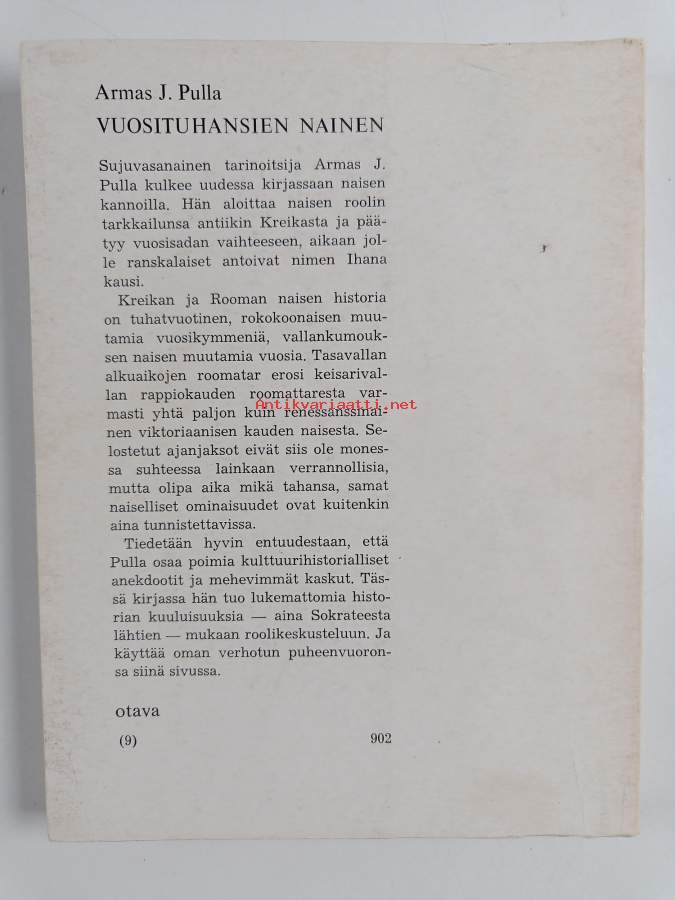 Armas J. Pulla
VUOSITUHANSIEN NAINEN
Sujuvasanainen tarinoitsija Armas J.
Pulla kulkee uudessa kirjassaan naisen
kannoilla. Hän aloittaa naisen roolin
tarkkailunsa antiikin Kreikasta ja pää-
tyy vuosisadan vaihteeseen, aikaan jol-
le ranskalaiset antoivat nimen Ihana
kausi.
Kreikan ja Rooman naisen historia
on tuhatvuotinen, rokokoonaisen muu-
tamia vuosikymmeniä, vallankumouk-
sen naisen muutamia vuosia. Tasavallan
alkuaikojen roomatar erosi keisarival-
lan rappiokauden roomattaresta var-
Antikvariaatti.net
masti yhtä paljon kuin renessanssinai-
nen viktoriaanisen kauden naisesta. Se-
lostetut ajanjaksot eivät siis ole mones-
sa suhteessa lainkaan verrannollisia,
mutta olipa aika mikä tahansa, samat
naiselliset ominaisuudet ovat kuitenkin
aina tunnistettavissa.
Tiedetään hyvin entuudestaan, että
Pulla osaa poimia kulttuurihistorialliset
anekdootit ja mehevimmät kaskut. Täs-
sä kirjassa hän tuo lukemattomia histo-
rian kuuluisuuksia — aina Sokrateesta
lähtien — mukaan roolikeskusteluun. Ja
käyttää oman verhotun puheenvuoron-
sa siinä sivussa.
otava
(9) 902